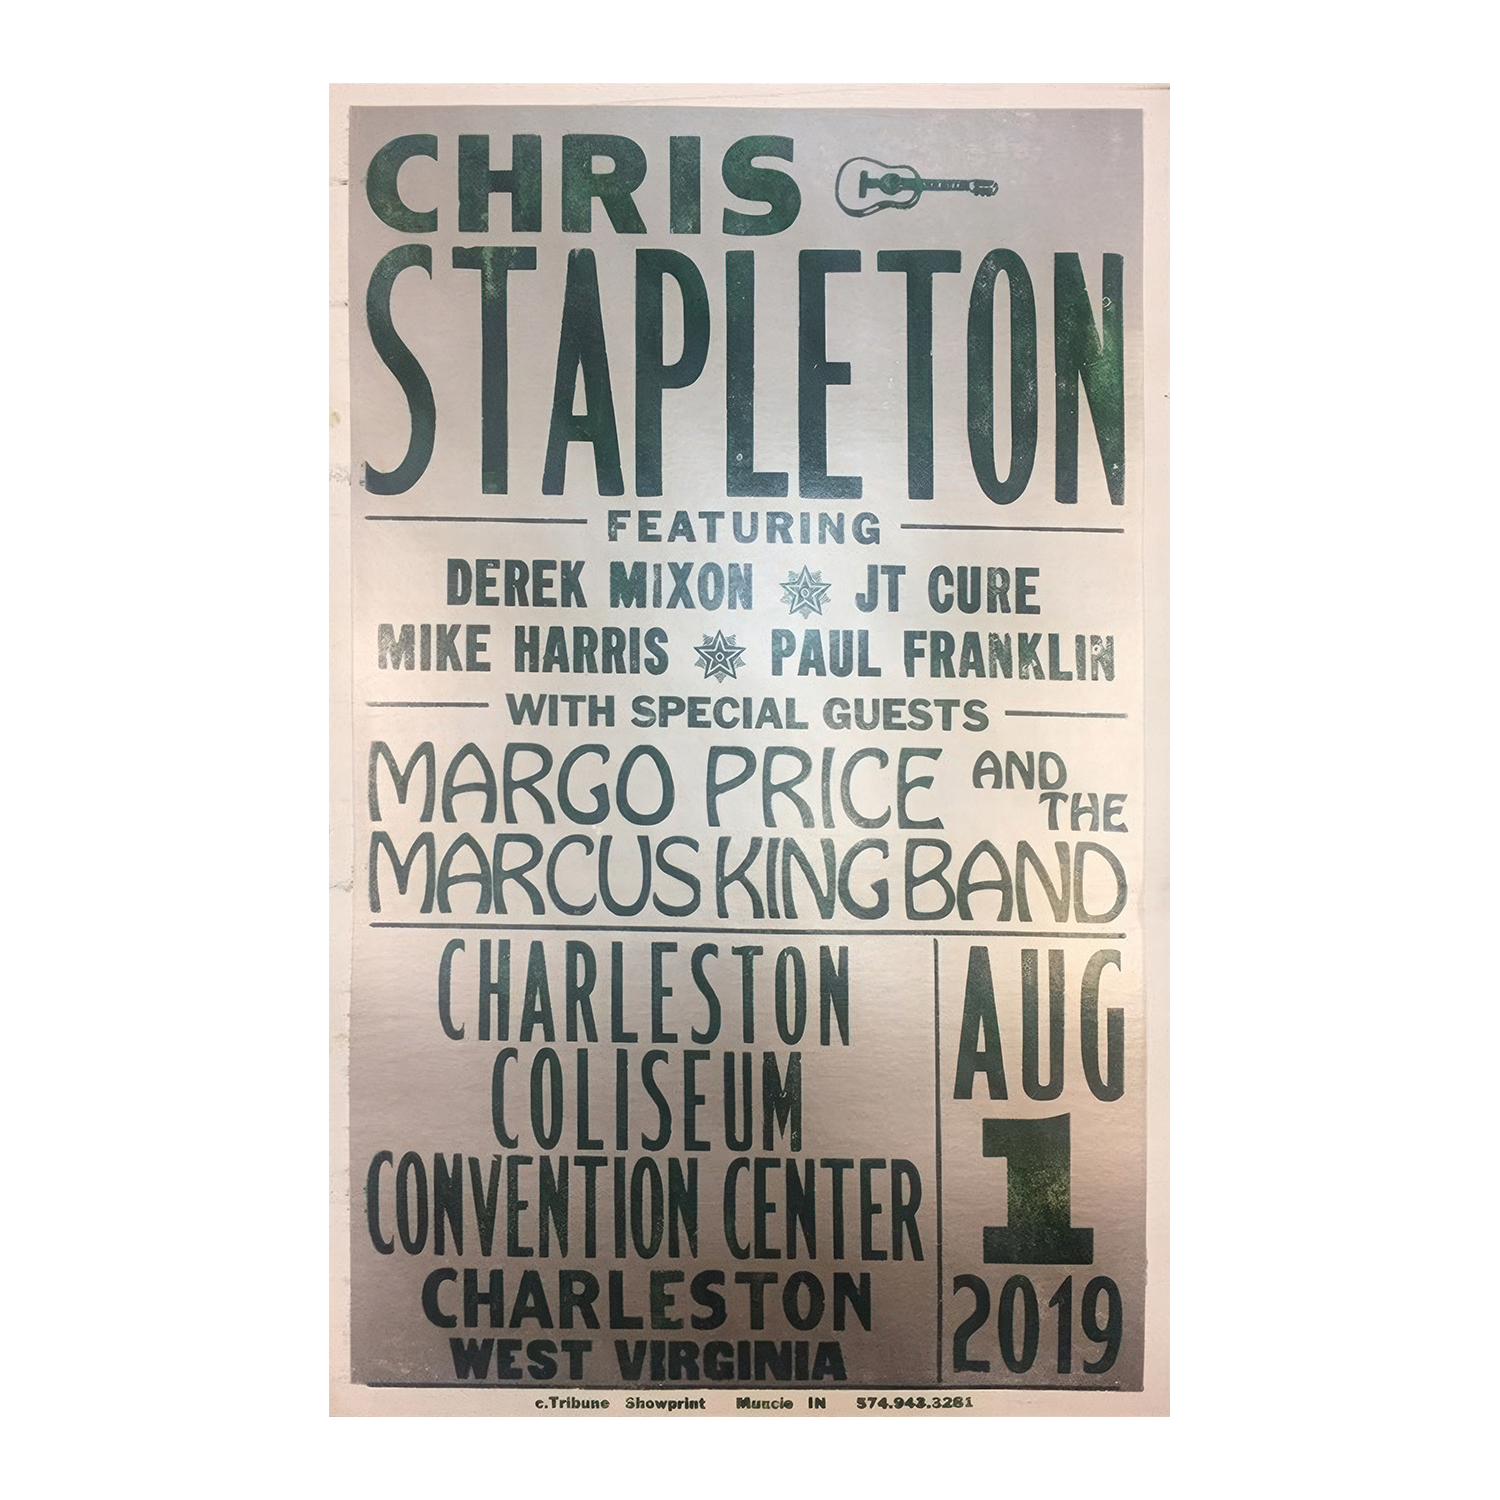 CHRIS
STAPLETON
FEATURING
DEREK MIXON JT CURE
MIKE HARRIS PAUL FRANKLIN
WITH SPECIAL GUESTS
MARGO PRICE AND THE
MARCUS KING BAND
CHARLESTON
COLISEUM
CONVENTION CENTER
CHARLESTON
WEST VIRGINIA
AUG
1
2019
c.Tribune Showprint Muncie IN 574.943.3281